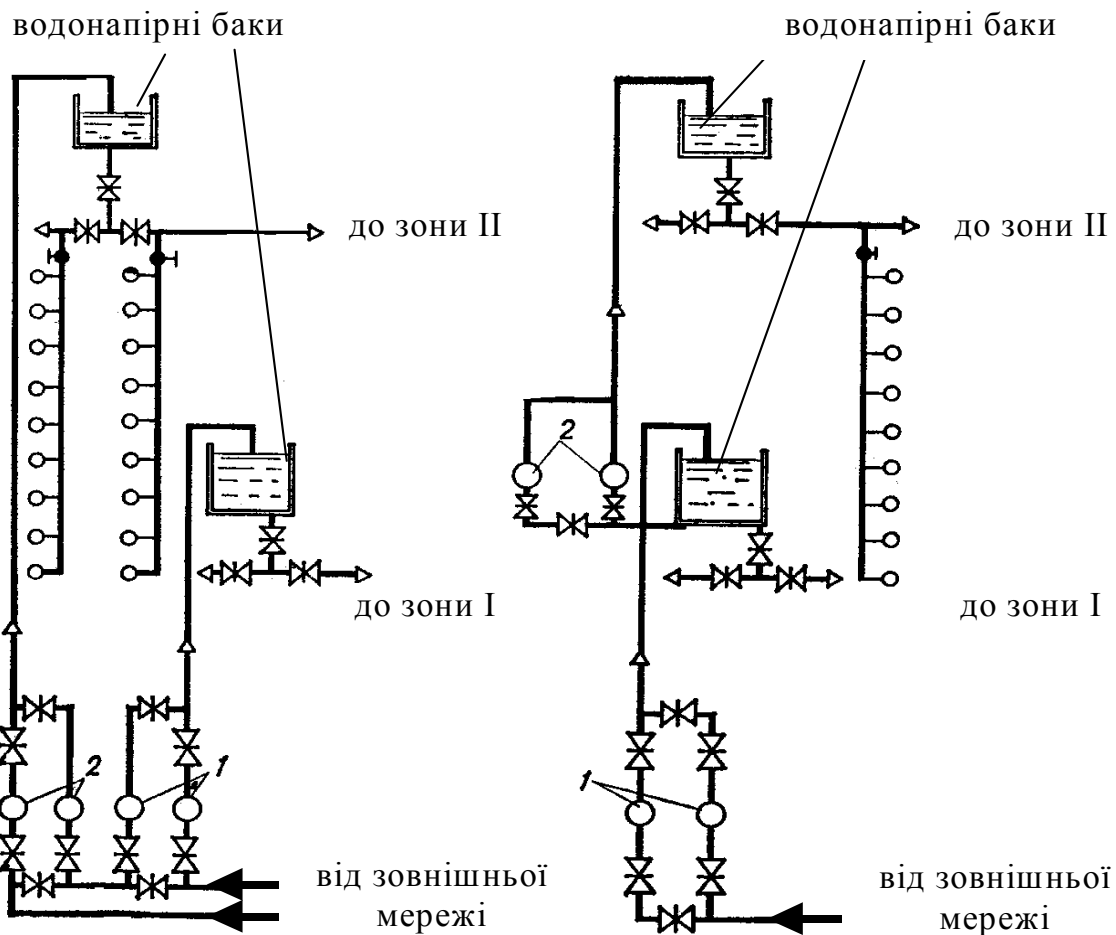 водонапірні баки
водонапірні баки
до зони II
до зони II
2
до зони I
до зони I
2
1
1
від зовнішньої
мережі
від зовнішньої
мережі